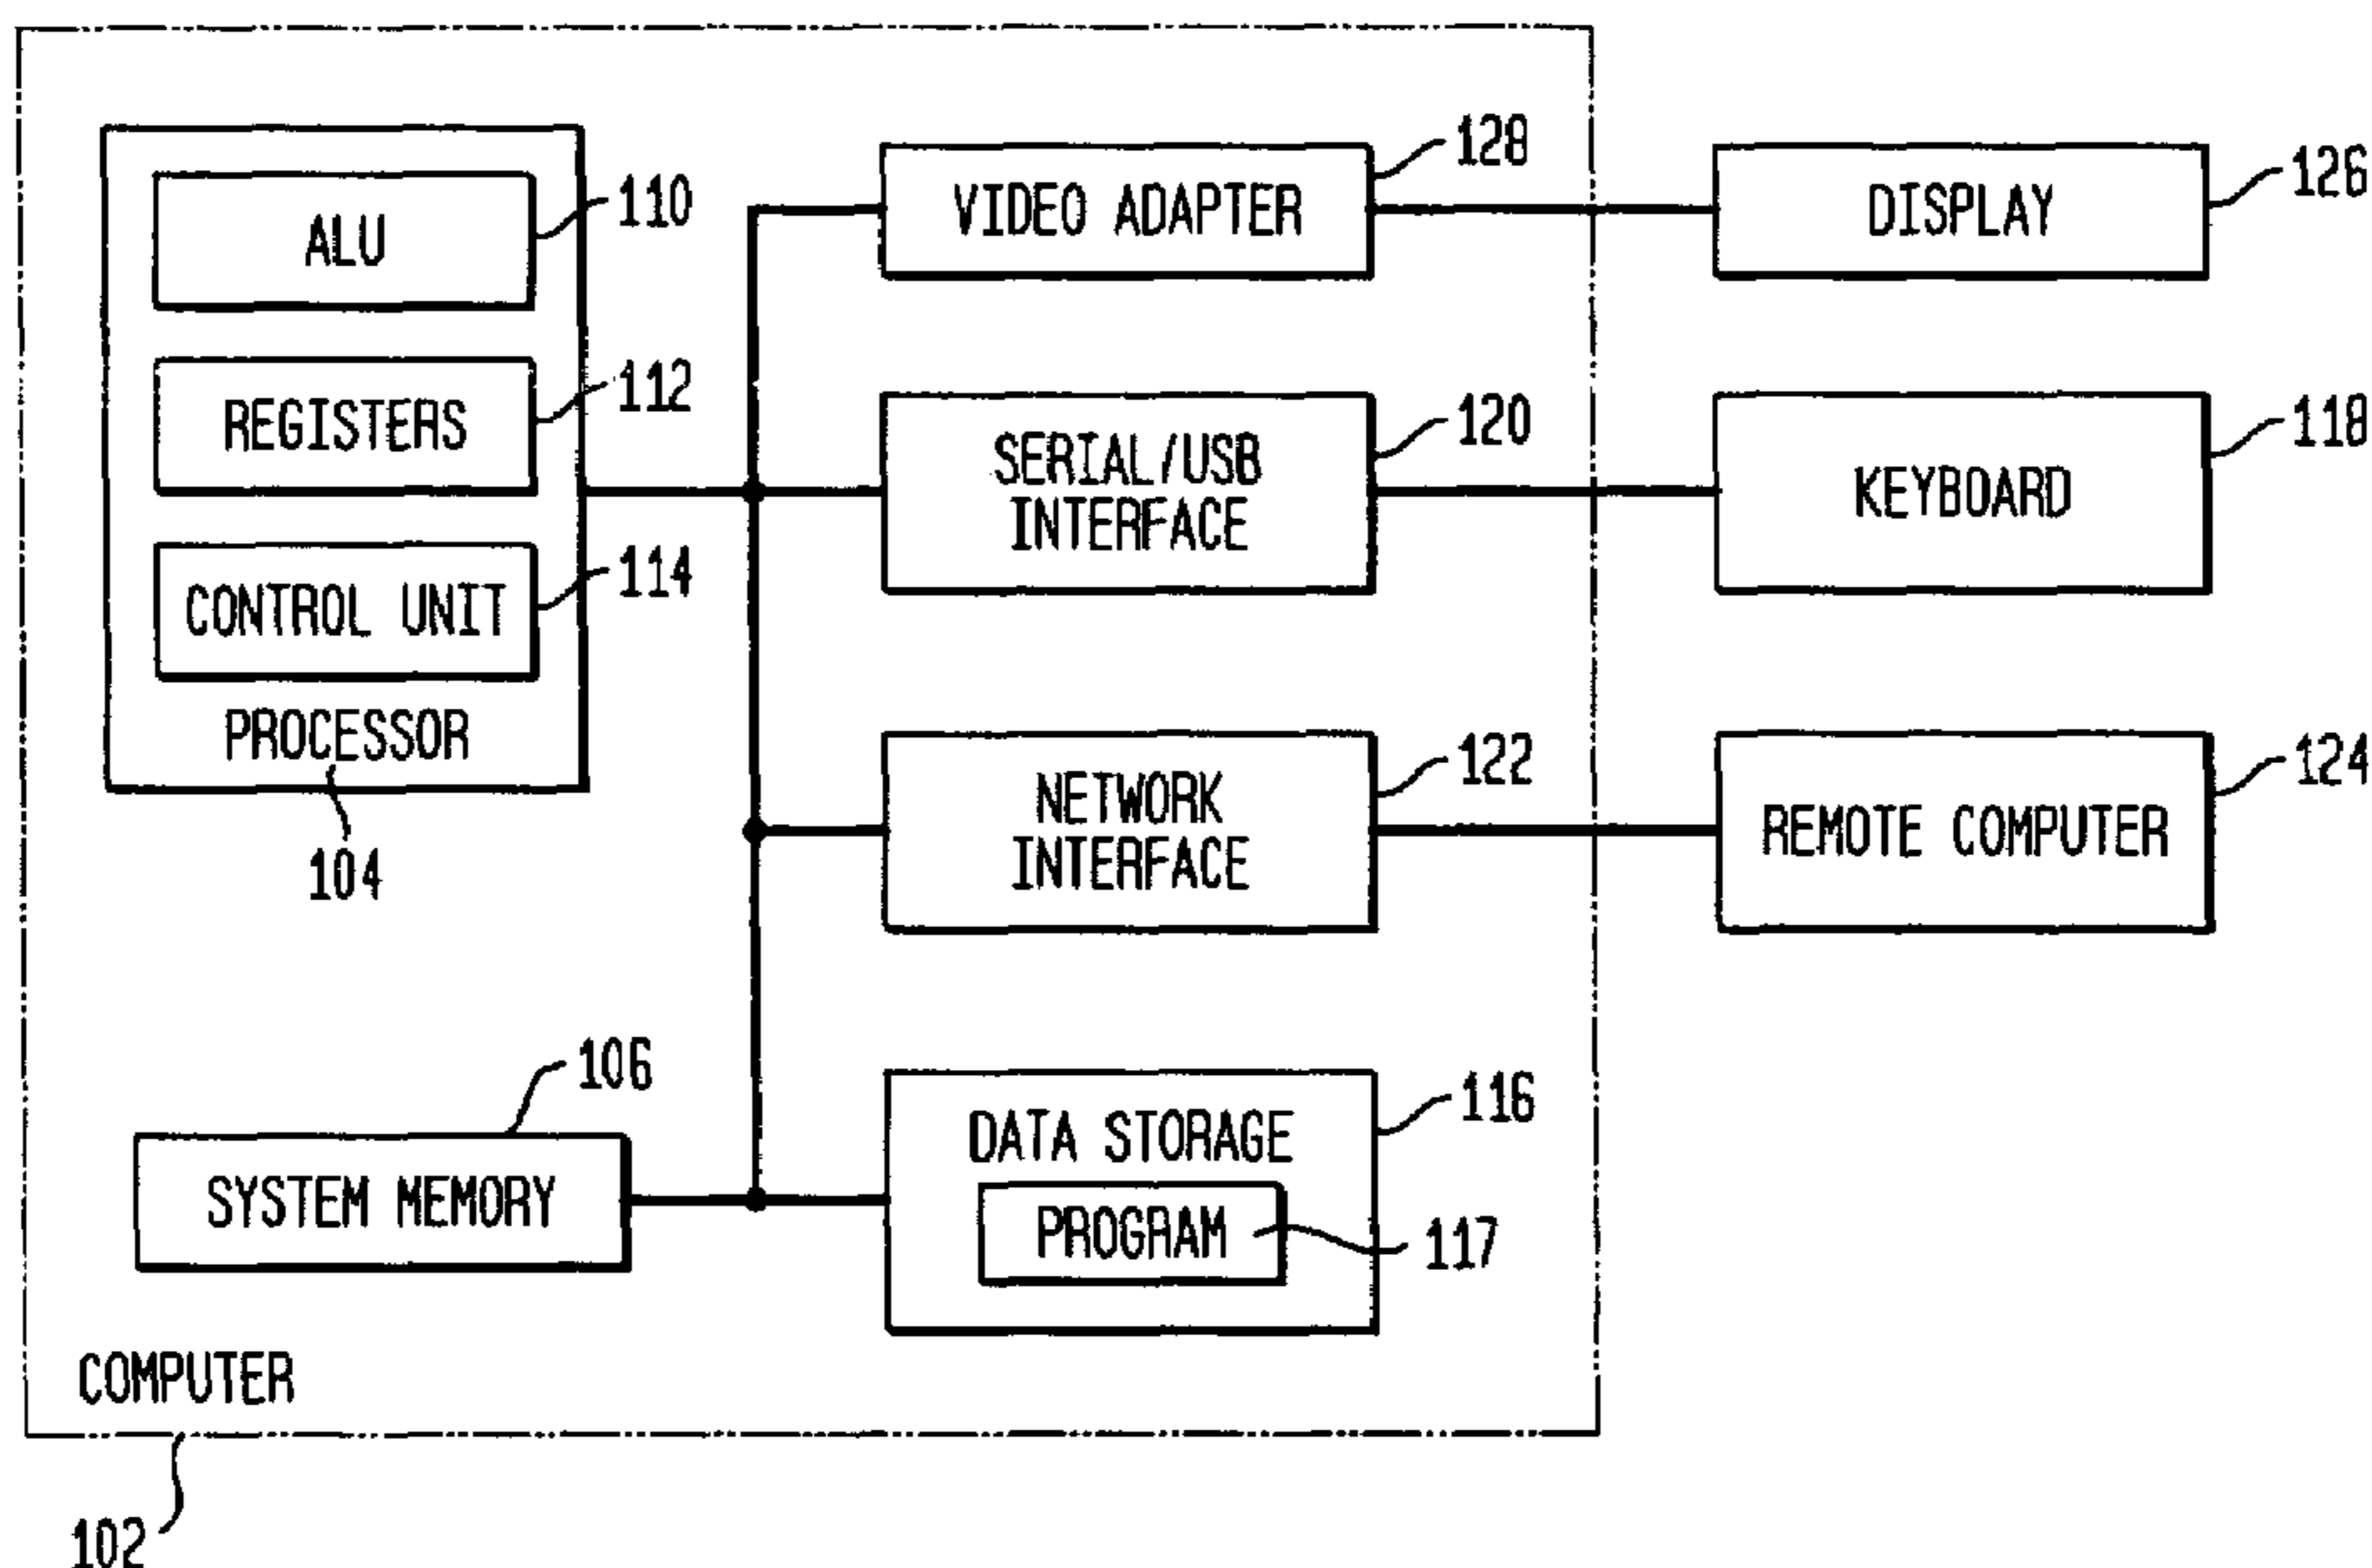 128
VIDEO ADAPTER
126
DISPLAY
110
ALU
112
REGISTERS
120
SERIAL/USB
INTERFACE
118
KEYBOARD
114
CONTROL UNIT
PROCESSOR
104
122
NETWORK
INTERFACE
124
REMOTE COMPUTER
106
SYSTEM MEMORY
116
DATA STORAGE
PROGRAM
117
COMPUTER
102